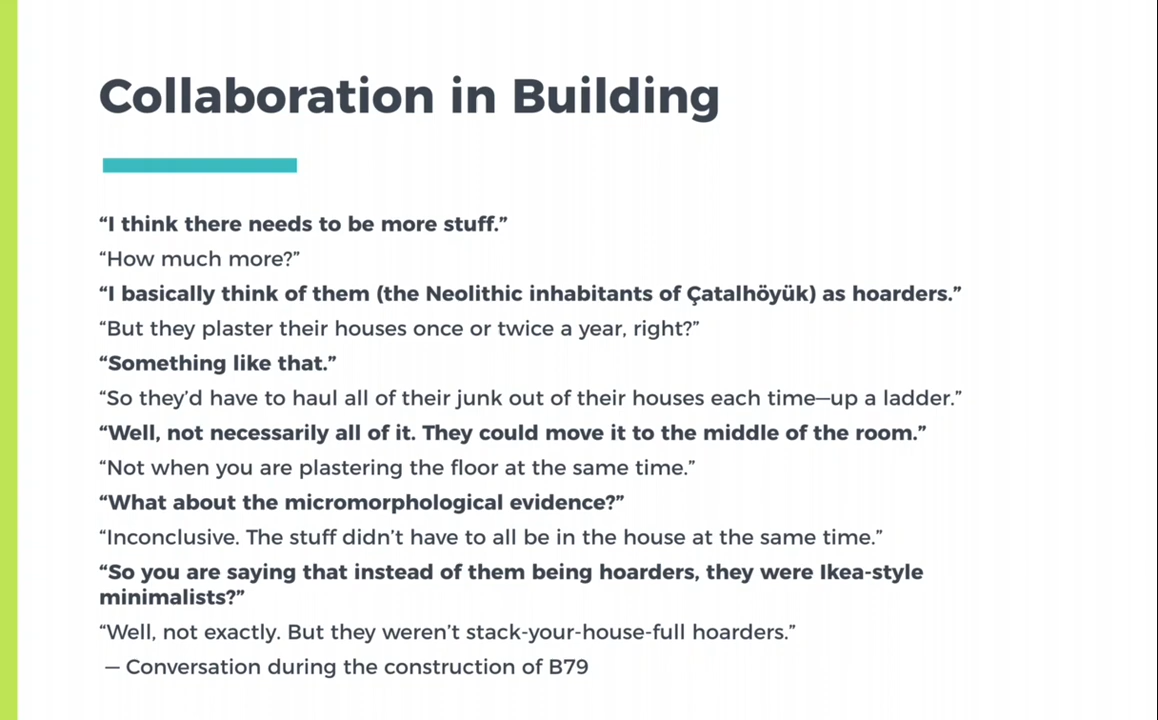 Collaboration in Building
“I think there needs to be more stuff.”
“How much more?”
“I basically think of them (the Neolithic inhabitants of Çatalhöyük) as hoarders.”
“But they plaster their houses once or twice a year, right?”
“Something like that.”
“So they’d have to haul all of their junk out of their houses each time—up a ladder.”
“Well, not necessarily all of it. They could move it to the middle of the room.”
“Not when you are plastering the floor at the same time.”
“What about the micromorphological evidence?”
“Inconclusive. The stuff didn’t have to all be in the house at the same time.”
“So you are saying that instead of them being hoarders, they were Ikea-style
minimalists?”
“Well, not exactly. But they weren’t stack-your-house-full hoarders.”
— Conversation during the construction of B79